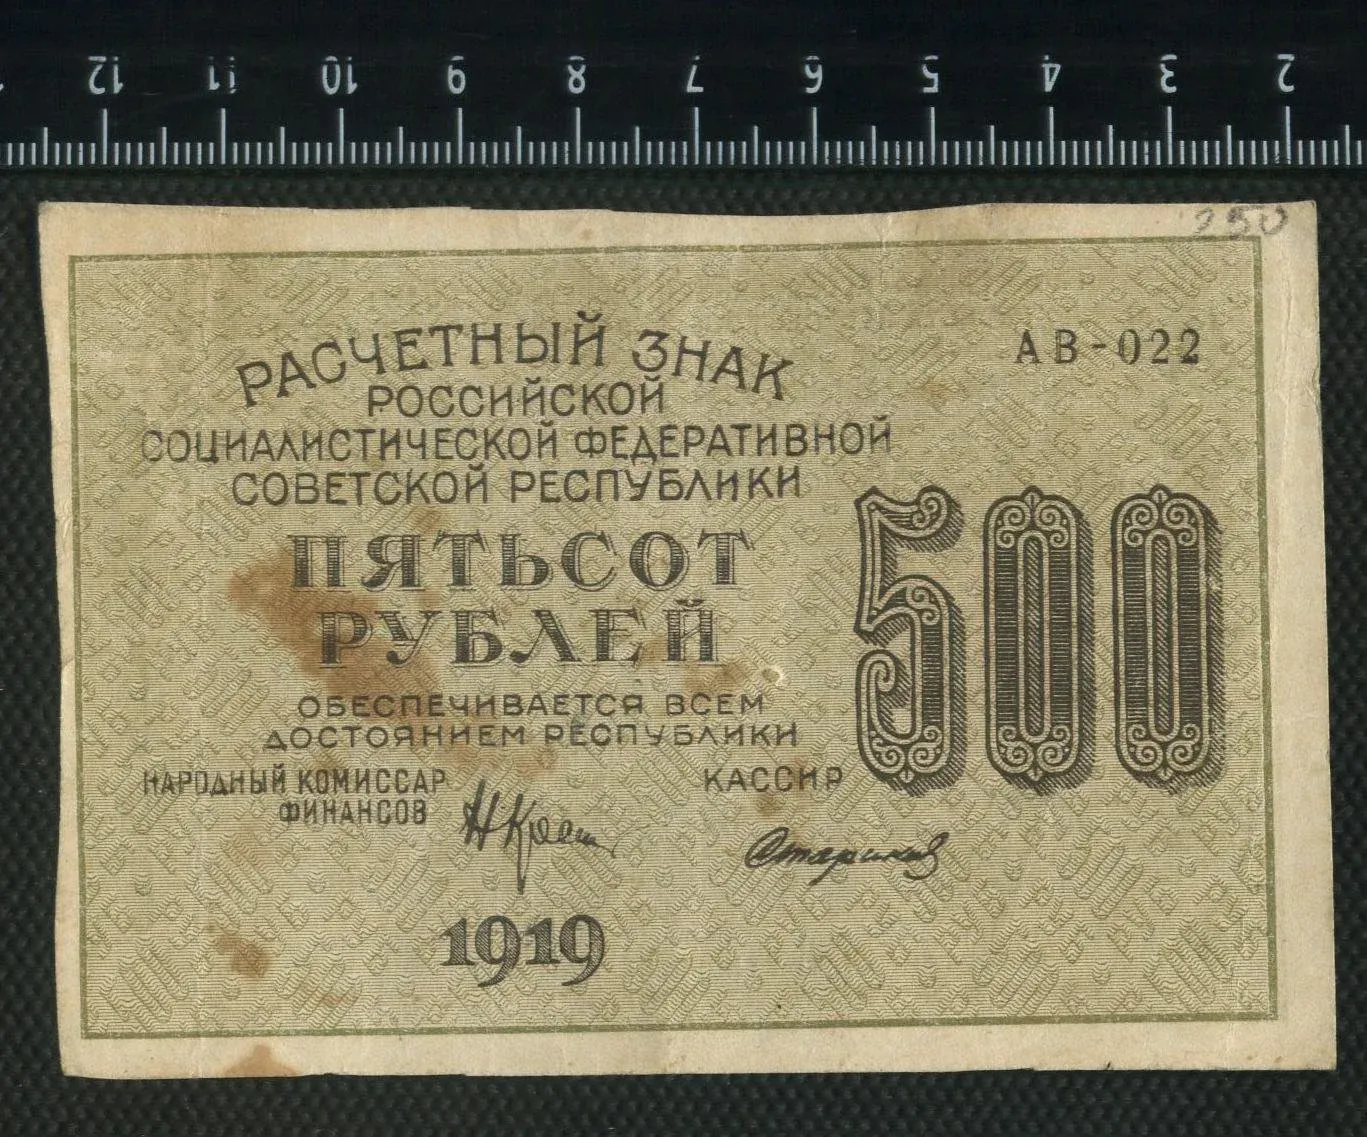 12 11 10 9 8 7 6 5 4 3 2
250
АВ-022
РАСЧЕТНЫЙ ЗНАК
РОССИЙСКОЙ
СОЦИАЛИСТИЧЕСКОЙ ФЕДЕРАТИВНОЙ
СОВЕТСКОЙ РЕСПУБЛИКИ
ПЯТЬСОТ
РУБЛЕЙ
500
ОБЕСПЕЧИВАЕТСЯ ВСЕМ
ДОСТОЯНИЕМ РЕСПУБЛИКИ
НАРОДНЫЙ КОМИССАР
ФИНАНСОВ
КАССИР
1919